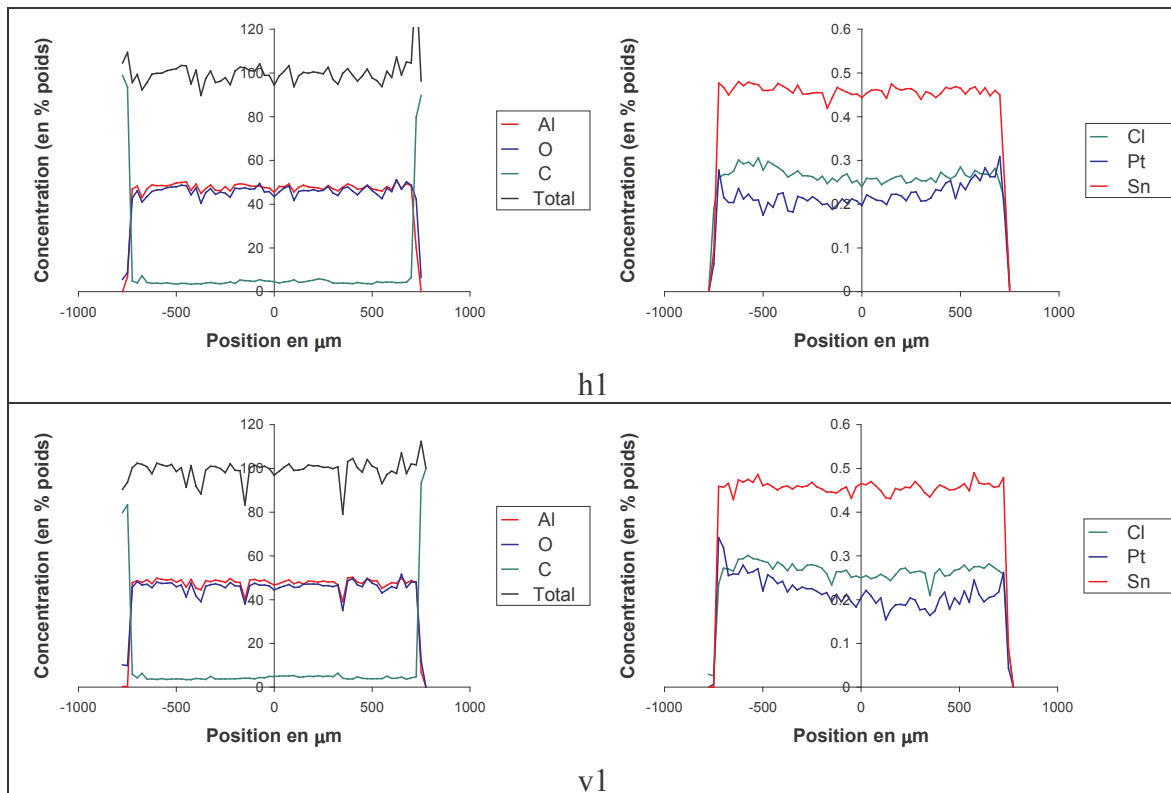 Concentration (en % poids)
120
100
80
60
40
20
0
-1000
-500
0
500
1000
Position en µm
Al
O
C
Total
Concentration (en % poids)
0.6
0.5
0.4
0.3
0.2
0.1
0
-1000
-500
0
500
1000
Position en µm
Cl
Pt
Sn
h1
Concentration (en % poids)
120
100
80
60
40
20
0
-1000
-500
0
500
1000
Position en µm
Al
O
C
Total
Concentration (en % poids)
0.6
0.5
0.4
0.3
0.2
0.1
0
-1000
-500
0
500
1000
Position en µm
Cl
Pt
Sn
v1